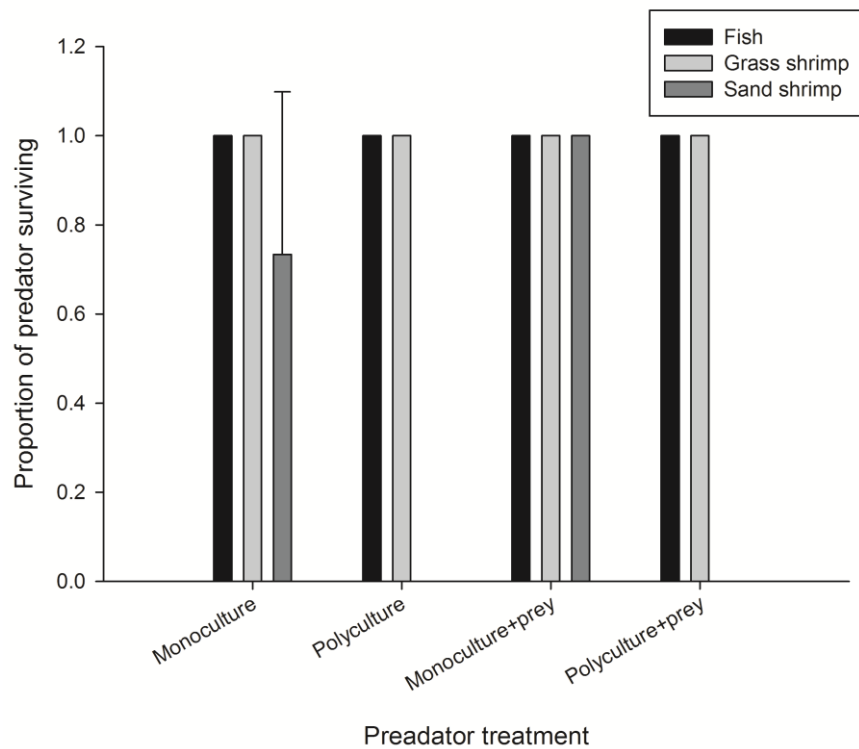 Fish
Grass shrimp
Sand shrimp
1.2
1.0
0.8
0.6
0.4
0.2
0.0
Proportion of predator surviving
Monoculture
Polyculture
Monoculture+prey
Polyculture+prey
Preadator treatment